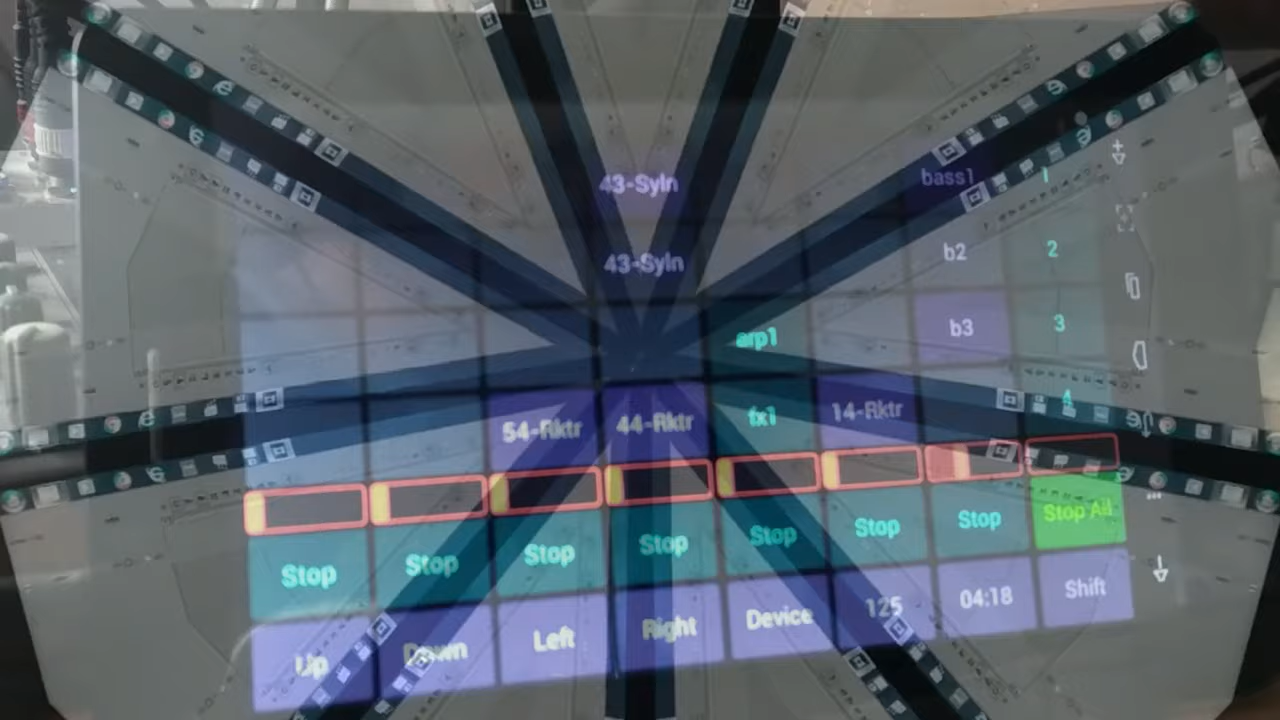 43-Syln
bass1
1
43-Syln
b2
2
arp1
b3
3
54-Rktr
44-Rktr
fx1
14-Rktr
4
Stop
Stop
Stop
Stop
Stop
Stop
Stop
Stop All
Up
Down
Left
Right
Device
125
04:18
Shift